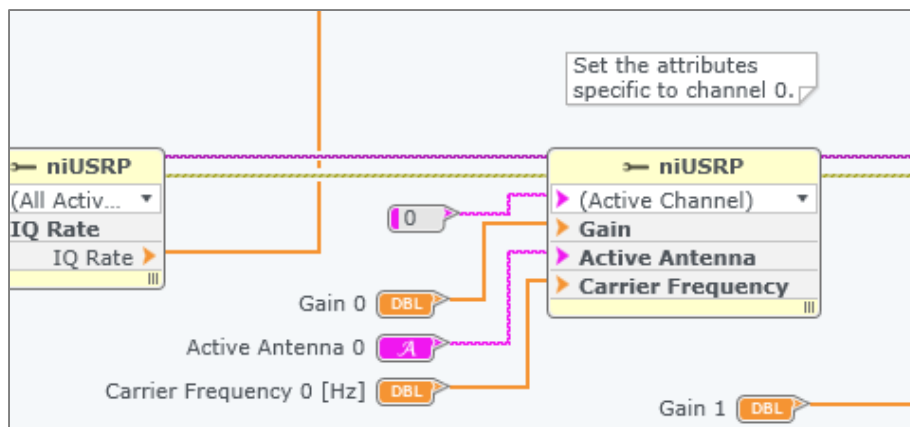 Set the attributes
specific to channel 0.
niUSRP
(All Activ...
IQ Rate
IQ Rate
niUSRP
(Active Channel)
Gain
Active Antenna
Carrier Frequency
0
Gain 0 DBL
Active Antenna 0 A
Carrier Frequency 0 [Hz] DBL
Gain 1 DBL